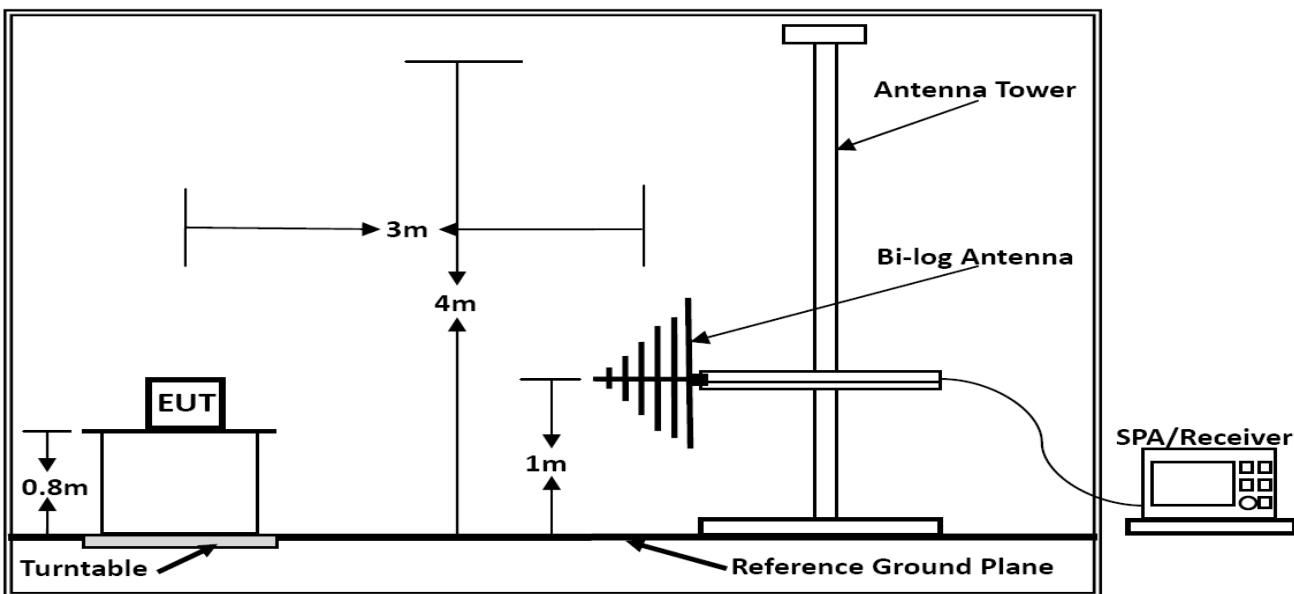 Antenna Tower
3m
Bi-log Antenna
4m
EUT
SPA/Receiver
1m
0.8m
Turntable
Reference Ground Plane